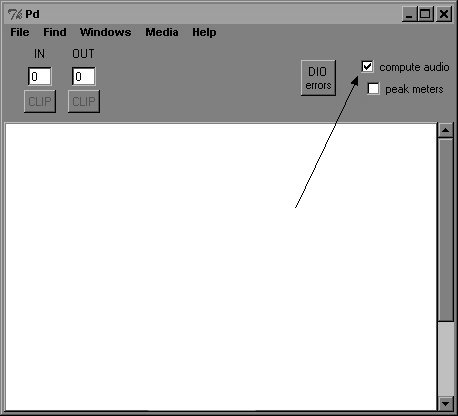 Pd
File Find Windows Media Help
IN OUT
0 0
CLIP CLIP
DIO
errors
compute audio
peak meters